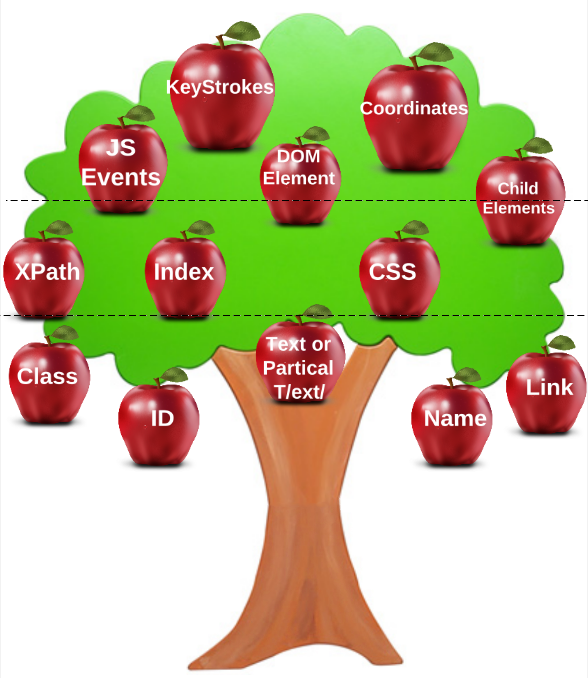 KeyStrokes
Coordinates
JS
Events
DOM
Element
Child
Elements
XPath
Index
CSS
Text or
Partical
T/ext/
Class
Link
ID
Name